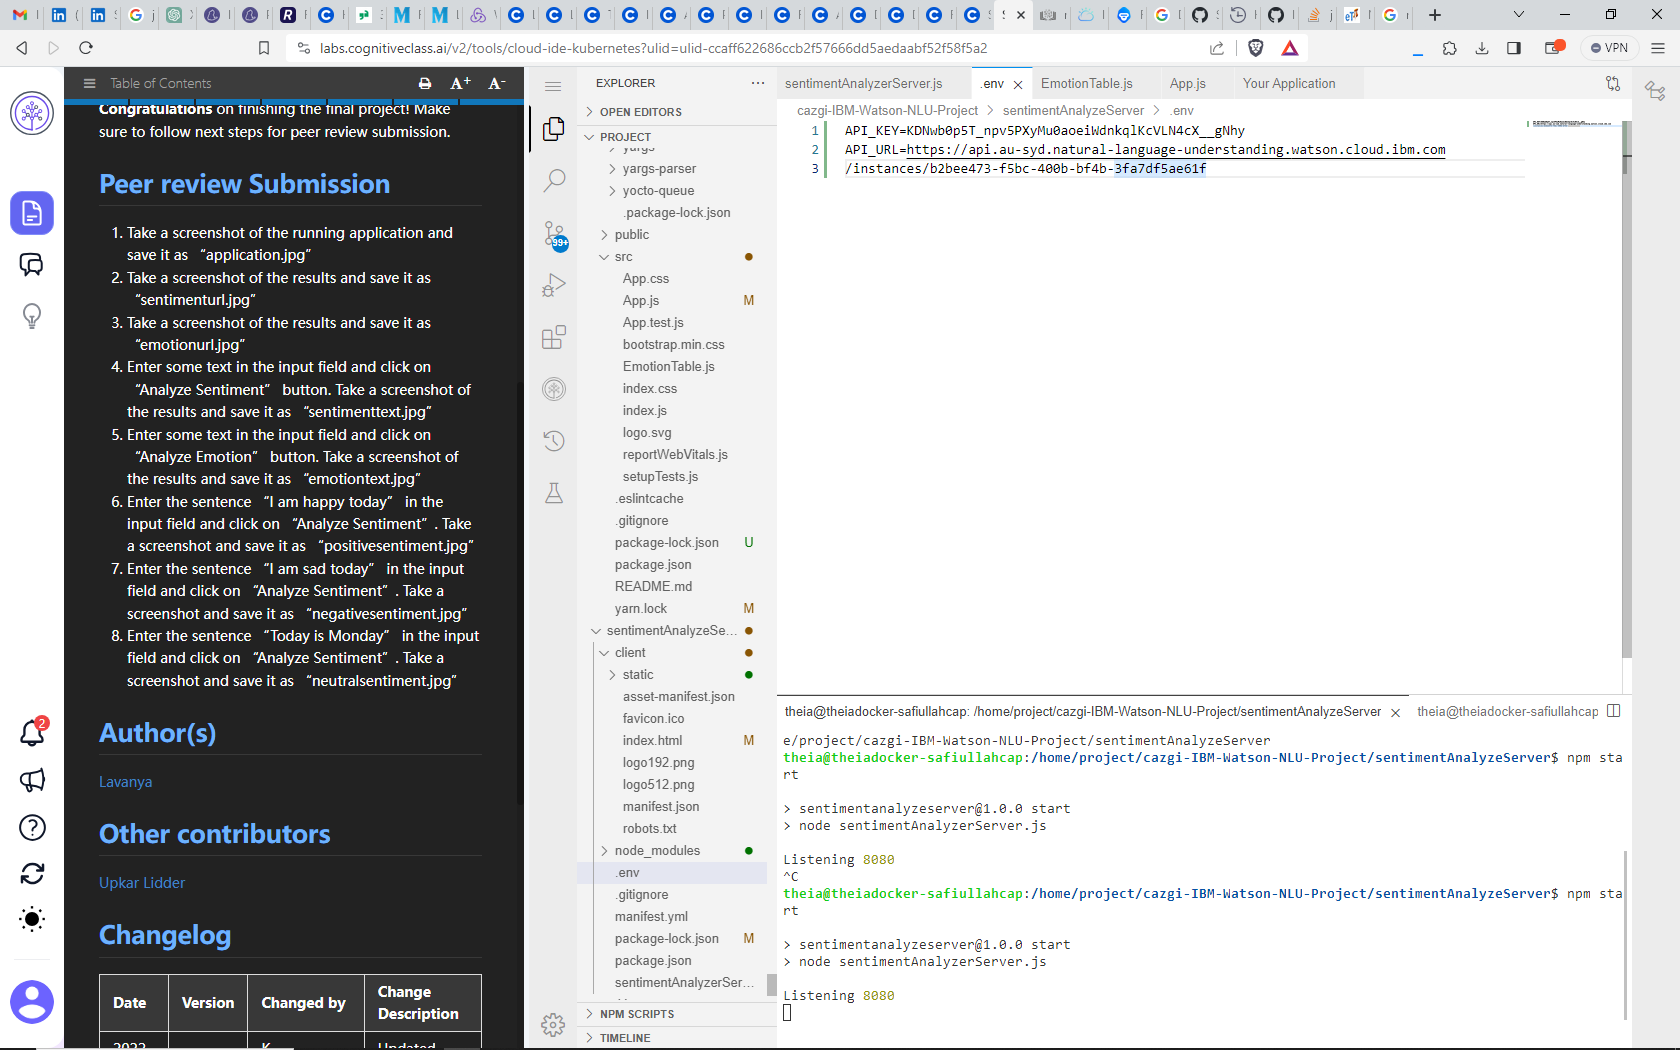 labs.cognitiveclass.ai/v2/tools/cloud-ide-kubernetes?ulid=ulid-ccaff622686ccb2f57666dd5aedaabf52f58f5a2
VPN
Table of Contents
A+
A-
Congratulations on finishing the final project! Make
sure to follow next steps for peer review submission.
Peer review Submission
1. Take a screenshot of the running application and
save it as “application.jpg”
2. Take a screenshot of the results and save it as
“sentimenturl.jpg”
3. Take a screenshot of the results and save it as
“emotionurl.jpg”
4. Enter some text in the input field and click on
“Analyze Sentiment” button. Take a screenshot of
the results and save it as “sentimenttext.jpg”
5. Enter some text in the input field and click on
“Analyze Emotion” button. Take a screenshot of
the results and save it as “emotiontext.jpg”
6. Enter the sentence “I am happy today” in the
input field and click on “Analyze Sentiment” . Take
a screenshot and save it as “positivesentiment.jpg”
7. Enter the sentence “I am sad today” in the input
field and click on “Analyze Sentiment” . Take a
screenshot and save it as “negativesentiment.jpg”
8. Enter the sentence “Today is Monday” in the input
field and click on “Analyze Sentiment” . Take a
screenshot and save it as “neutralsentiment.jpg”
Author(s)
Lavanya
Other contributors
Upkar Lidder
Changelog
Date Version Changed by Change Description
2
99+
EXPLORER
OPEN EDITORS
PROJECT
yargs
yargs-parser
yocto-queue
.package-lock.json
public
src
App.css
App.js M
App.test.js
bootstrap.min.css
EmotionTable.js
index.css
index.js
logo.svg
reportWebVitals.js
setupTests.js
.eslintcache
.gitignore
package-lock.json U
package.json
README.md
yarn.lock M
sentimentAnalyzeSe...
client
static
asset-manifest.json
favicon.ico
index.html M
logo192.png
logo512.png
manifest.json
robots.txt
node_modules
.env
.gitignore
manifest.yml
package-lock.json M
package.json
sentimentAnalyzerSer...
NPM SCRIPTS
TIMELINE
sentimentAnalyzerServer.js
.env
EmotionTable.js
App.js
Your Application
cazgi-IBM-Watson-NLU-Project > sentimentAnalyzeServer > .env
1 API_KEY=KDNwb0p5T_npv5PXyMu0aoeiWdnkqlKcVLN4cX__gNhy
2 API_URL=https://api.au-syd.natural-language-understanding.watson.cloud.ibm.com
3 /instances/b2bee473-f5bc-400b-bf4b-3fa7df5ae61f
theia@theiadocker-safiullahcap: /home/project/cazgi-IBM-Watson-NLU-Project/sentimentAnalyzeServer
theia@theiadocker-safiullahcap
e/project/cazgi-IBM-Watson-NLU-Project/sentimentAnalyzeServer
theia@theiadocker-safiullahcap:/home/project/cazgi-IBM-Watson-NLU-Project/sentimentAnalyzeServer$ npm sta
rt
> sentimentanalyzeserver@1.0.0 start
> node sentimentAnalyzerServer.js
Listening 8080
^C
theia@theiadocker-safiullahcap:/home/project/cazgi-IBM-Watson-NLU-Project/sentimentAnalyzeServer$ npm sta
rt
> sentimentanalyzeserver@1.0.0 start
> node sentimentAnalyzerServer.js
Listening 8080